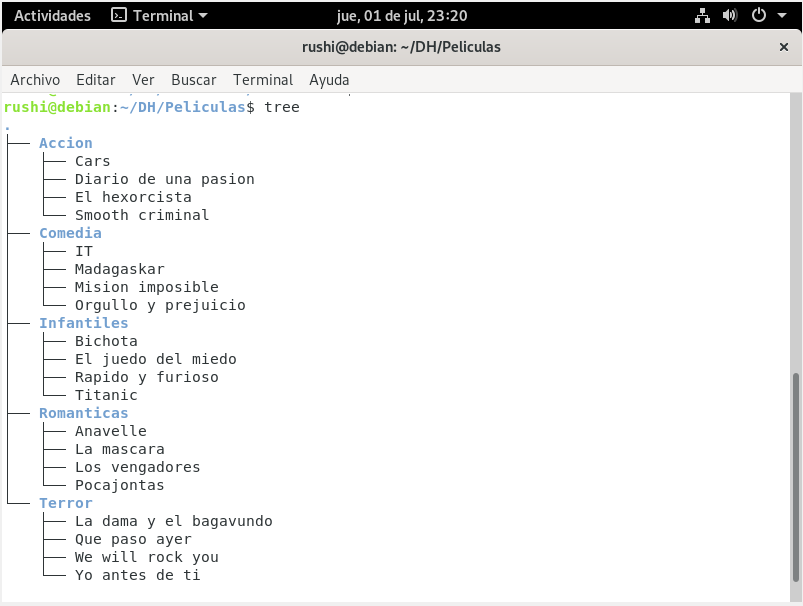 Actividades Terminal jue, 01 de jul, 23:20
rushi@debian: ~/DH/Peliculas ×
Archivo Editar Ver Buscar Terminal Ayuda
rushi@debian:~/DH/Peliculas$ tree
.
├── Accion
│   ├── Cars
│   ├── Diario de una pasion
│   ├── El hexorcista
│   └── Smooth criminal
├── Comedia
│   ├── IT
│   ├── Madagaskar
│   ├── Mision imposible
│   └── Orgullo y prejuicio
├── Infantiles
│   ├── Bichota
│   ├── El juedo del miedo
│   ├── Rapido y furioso
│   └── Titanic
├── Romanticas
│   ├── Anavelle
│   ├── La mascara
│   ├── Los vengadores
│   └── Pocajontas
└── Terror
    ├── La dama y el bagavundo
    ├── Que paso ayer
    ├── We will rock you
    └── Yo antes de ti